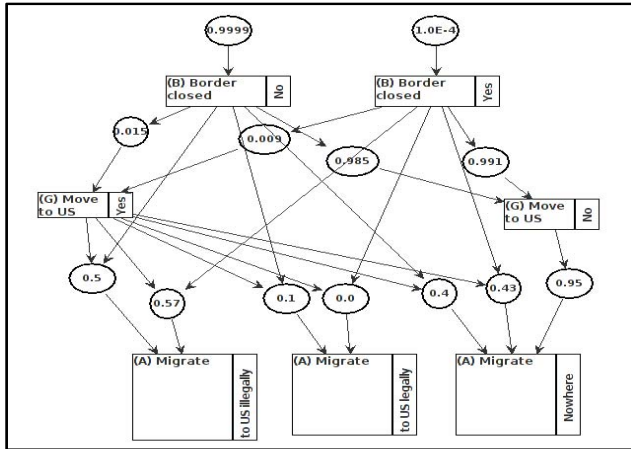 0.9999
1.0E-4
(B) Border
closed
No
(B) Border
closed
Yes
0.015
0.009
0.985
0.991
(G) Move
to US
Yes
(G) Move
to US
No
0.5
0.57
0.1
0.0
0.4
0.43
0.95
(A) Migrate
to US illegally
(A) Migrate
to US legally
(A) Migrate
Nowhere